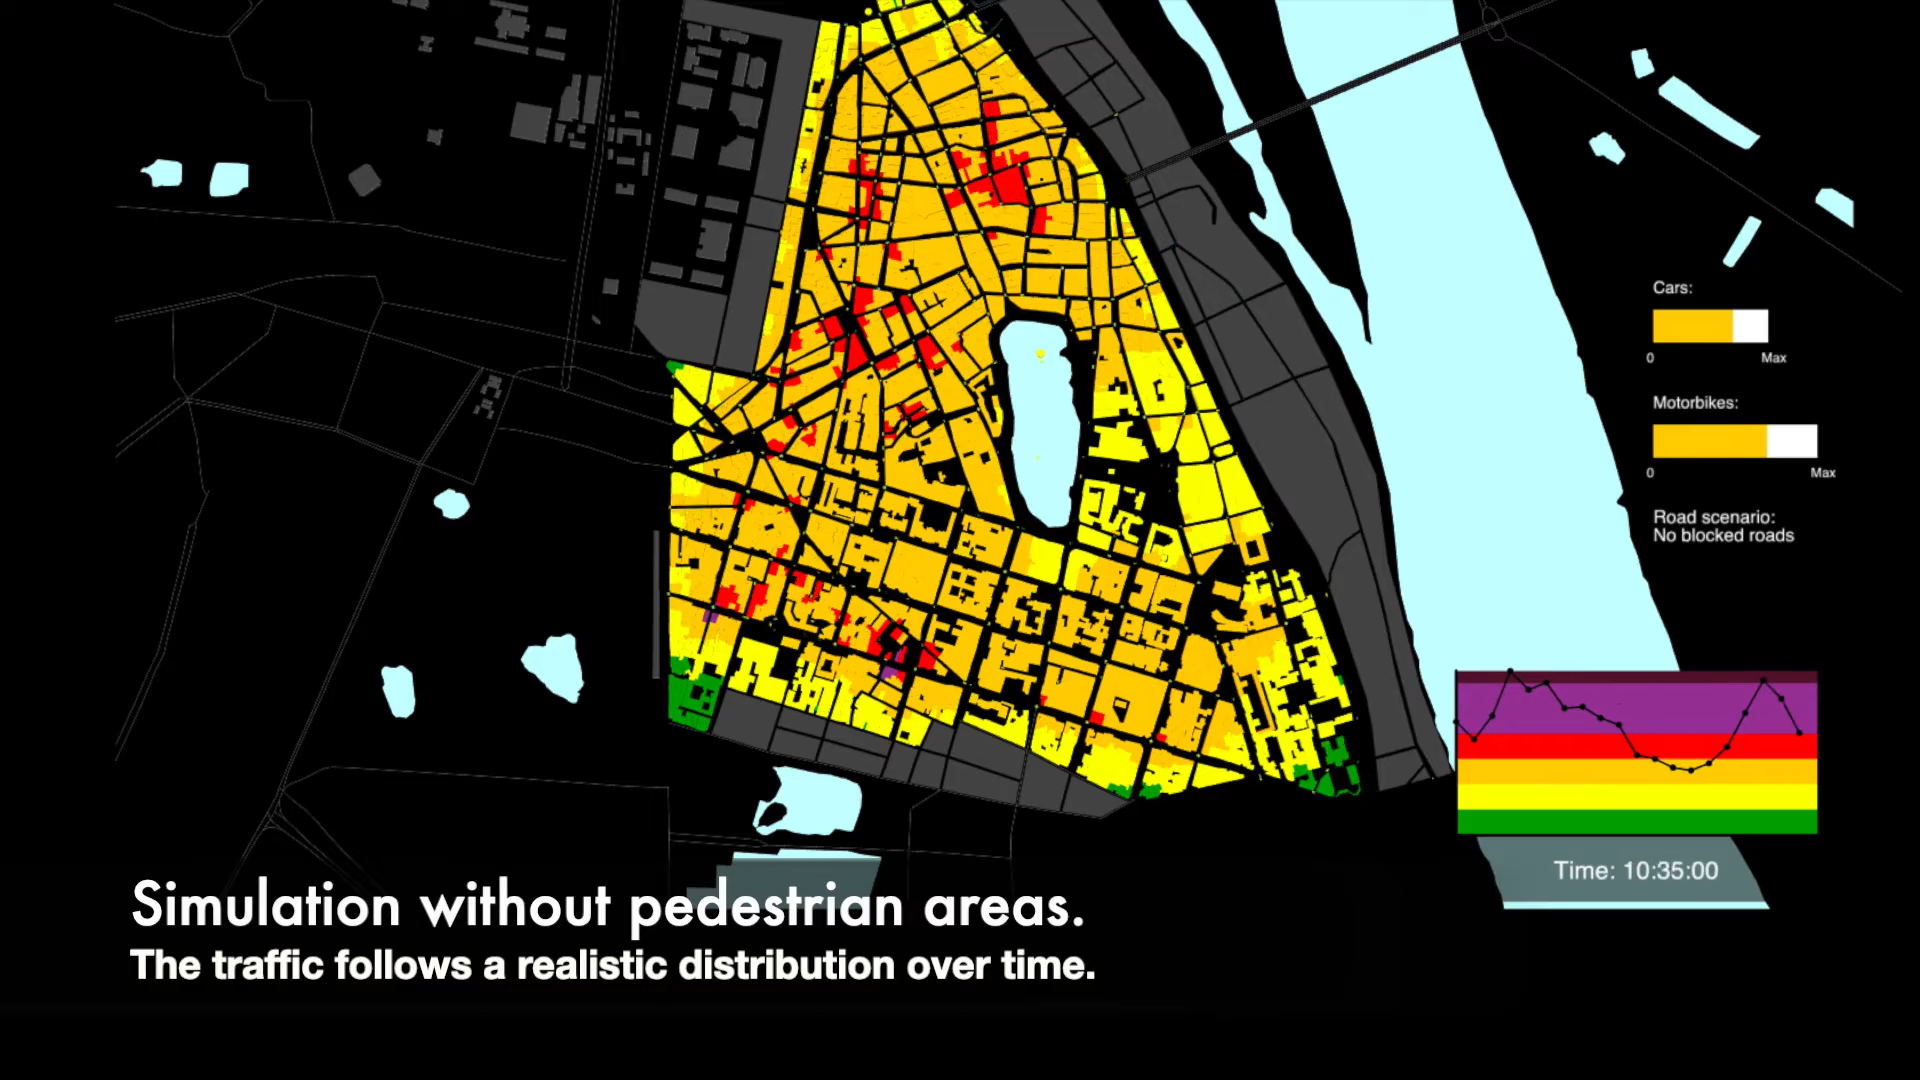 Cars:
0 Max
Motorbikes:
0 Max
Road scenario:
No blocked roads
Time: 10:35:00
Simulation without pedestrian areas.
The traffic follows a realistic distribution over time.